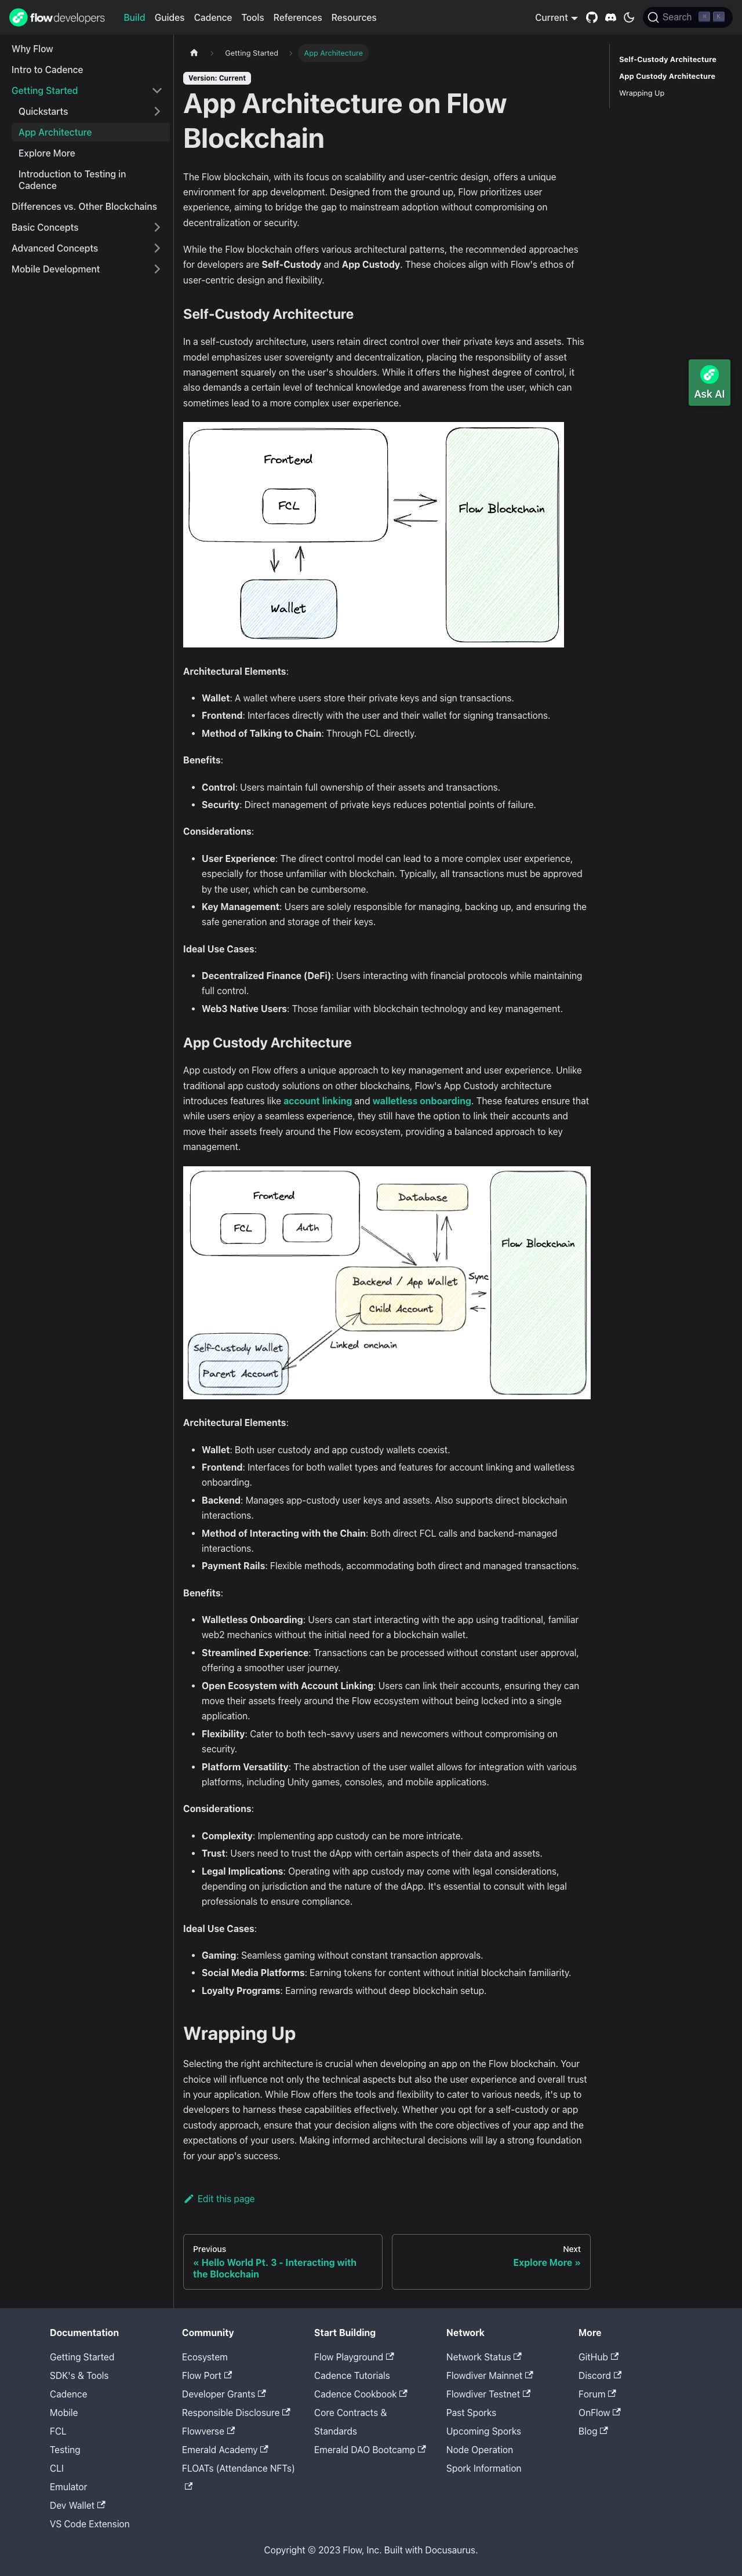 flow developers
Build Guides Cadence Tools References Resources
Current
Search
K
Why Flow
Intro to Cadence
Getting Started
Quickstarts
App Architecture
Explore More
Introduction to Testing in
Cadence
Differences vs. Other Blockchains
Basic Concepts
Advanced Concepts
Mobile Development
Getting Started
App Architecture
Version: Current
App Architecture on Flow
Blockchain
The Flow blockchain, with its focus on scalability and user-centric design, offers a unique
environment for app development. Designed from the ground up, Flow prioritizes user
experience, aiming to bridge the gap to mainstream adoption without compromising on
decentralization or security.
While the Flow blockchain offers various architectural patterns, the recommended approaches
for developers are Self-Custody and App Custody. These choices align with Flow's ethos of
user-centric design and flexibility.
Self-Custody Architecture
In a self-custody architecture, users retain direct control over their private keys and assets. This
model emphasizes user sovereignty and decentralization, placing the responsibility of asset
management squarely on the user's shoulders. While it offers the highest degree of control, it
also demands a certain level of technical knowledge and awareness from the user, which can
sometimes lead to a more complex user experience.
Frontend
FCL
Flow Blockchain
Wallet
Architectural Elements:
• Wallet: A wallet where users store their private keys and sign transactions.
• Frontend: Interfaces directly with the user and their wallet for signing transactions.
• Method of Talking to Chain: Through FCL directly.
Benefits:
• Control: Users maintain full ownership of their assets and transactions.
• Security: Direct management of private keys reduces potential points of failure.
Considerations:
• User Experience: The direct control model can lead to a more complex user experience,
especially for those unfamiliar with blockchain. Typically, all transactions must be approved
by the user, which can be cumbersome.
• Key Management: Users are solely responsible for managing, backing up, and ensuring the
safe generation and storage of their keys.
Ideal Use Cases:
• Decentralized Finance (DeFi): Users interacting with financial protocols while maintaining
full control.
• Web3 Native Users: Those familiar with blockchain technology and key management.
App Custody Architecture
App custody on Flow offers a unique approach to key management and user experience. Unlike
traditional app custody solutions on other blockchains, Flow's App Custody architecture
introduces features like account linking and walletless onboarding. These features ensure that
while users enjoy a seamless experience, they still have the option to link their accounts and
move their assets freely around the Flow ecosystem, providing a balanced approach to key
management.
Frontend
FCL
Auth
Database
Flow Blockchain
Backend / App Wallet
Sync
Child Account
Self-Custody Wallet
Linked onchain
Parent Account
Architectural Elements:
• Wallet: Both user custody and app custody wallets coexist.
• Frontend: Interfaces for both wallet types and features for account linking and walletless
onboarding.
• Backend: Manages app-custody user keys and assets. Also supports direct blockchain
interactions.
• Method of Interacting with the Chain: Both direct FCL calls and backend-managed
interactions.
• Payment Rails: Flexible methods, accommodating both direct and managed transactions.
Benefits:
• Walletless Onboarding: Users can start interacting with the app using traditional, familiar
web2 mechanics without the initial need for a blockchain wallet.
• Streamlined Experience: Transactions can be processed without constant user approval,
offering a smoother user journey.
• Open Ecosystem with Account Linking: Users can link their accounts, ensuring they can
move their assets freely around the Flow ecosystem without being locked into a single
application.
• Flexibility: Cater to both tech-savvy users and newcomers without compromising on
security.
• Platform Versatility: The abstraction of the user wallet allows for integration with various
platforms, including Unity games, consoles, and mobile applications.
Considerations:
• Complexity: Implementing app custody can be more intricate.
• Trust: Users need to trust the dApp with certain aspects of their data and assets.
• Legal Implications: Operating with app custody may come with legal considerations,
depending on jurisdiction and the nature of the dApp. It's essential to consult with legal
professionals to ensure compliance.
Ideal Use Cases:
• Gaming: Seamless gaming without constant transaction approvals.
• Social Media Platforms: Earning tokens for content without initial blockchain familiarity.
• Loyalty Programs: Earning rewards without deep blockchain setup.
Wrapping Up
Selecting the right architecture is crucial when developing an app on the Flow blockchain. Your
choice will influence not only the technical aspects but also the user experience and overall trust
in your application. While Flow offers the tools and flexibility to cater to various needs, it's up to
developers to harness these capabilities effectively. Whether you opt for a self-custody or app
custody approach, ensure that your decision aligns with the core objectives of your app and the
expectations of your users. Making informed architectural decisions will lay a strong foundation
for your app's success.
Edit this page
Previous
« Hello World Pt. 3 - Interacting with
the Blockchain
Next
Explore More »
Self-Custody Architecture
App Custody Architecture
Wrapping Up
Ask AI
Documentation
Getting Started
SDK's & Tools
Cadence
Mobile
FCL
Testing
CLI
Emulator
Dev Wallet
VS Code Extension
Community
Ecosystem
Flow Port
Developer Grants
Responsible Disclosure
Flowverse
Emerald Academy
FLOATs (Attendance NFTs)
Start Building
Flow Playground
Cadence Tutorials
Cadence Cookbook
Core Contracts &
Standards
Emerald DAO Bootcamp
Network
Network Status
Flowdiver Mainnet
Flowdiver Testnet
Past Sporks
Upcoming Sporks
Node Operation
Spork Information
More
GitHub
Discord
Forum
OnFlow
Blog
Copyright © 2023 Flow, Inc. Built with Docusaurus.